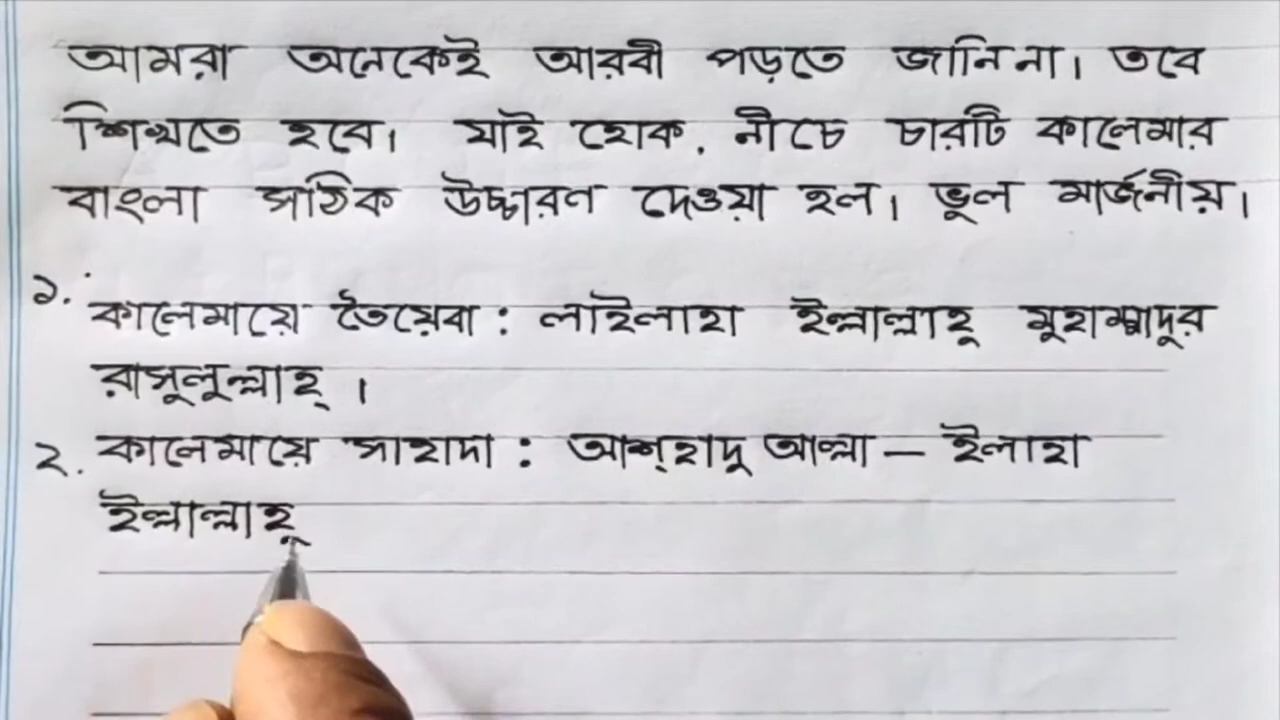 আমরা অনেকেই আরবী পড়তে জানিনা। তবে
শিখতে হবে। যাই হোক, নীচে চারটি কালেমার
বাংলা সঠিক উচ্চারণ দেওয়া হল। ভুল মার্জনীয়।
১. কালেমায়ে তৈয়েবা : লাইলাহা ইল্লাল্লাহু মুহাম্মাদুর
রাসুলুল্লাহ্ ।
২. কালেমায়ে সাহাদা : আশ্হাদু আল্লা – ইলাহা
ইল্লাল্লাহু